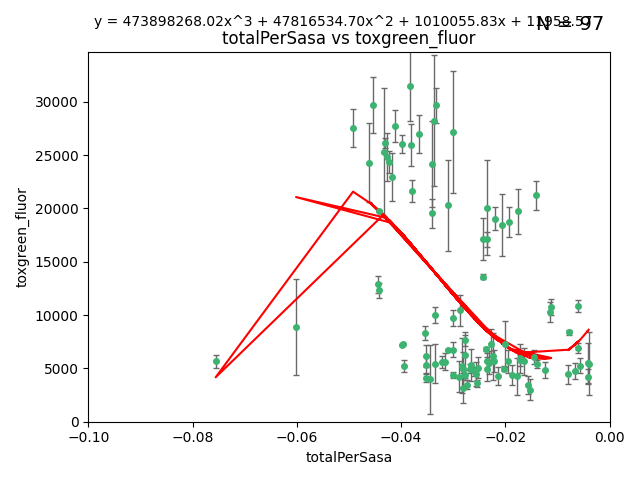 y = 473898268.02x^3 + 47816534.70x^2 + 1010055.83x + 11958.57
N = 97
totalPerSasa vs toxgreen_fluor
30000
25000
20000
15000
10000
5000
0
toxgreen_fluor
−0.10 −0.08 −0.06 −0.04 −0.02 0.00
totalPerSasa